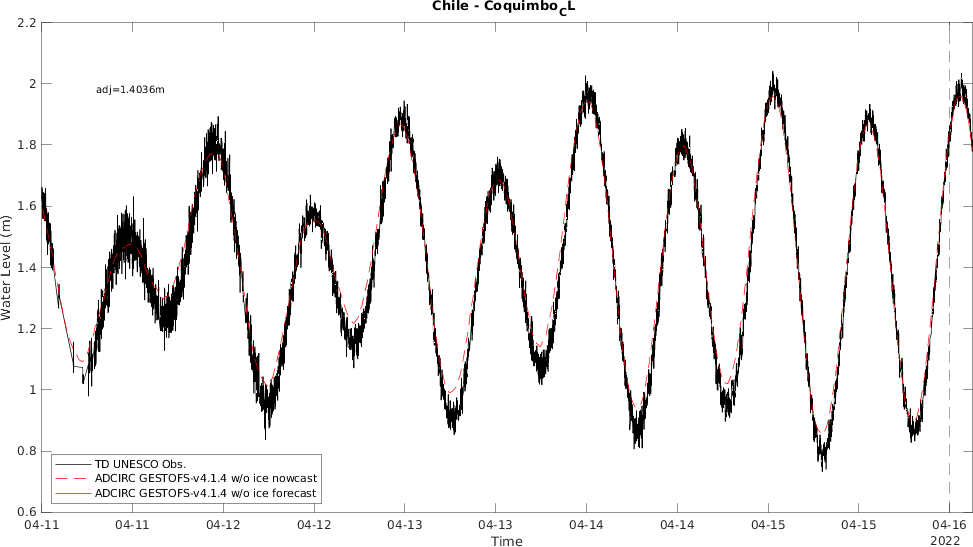 Chile - Coquimbo_CL
2.2
2
1.8
1.6
1.4
1.2
1
0.8
0.6
Water Level (m)
adj=1.4036m
TD UNESCO Obs.
ADCIRC GESTOFS-v4.1.4 w/o ice nowcast
ADCIRC GESTOFS-v4.1.4 w/o ice forecast
04-11 04-11 04-12 04-12 04-13 04-13 04-14 04-14 04-15 04-15 04-16
Time
2022